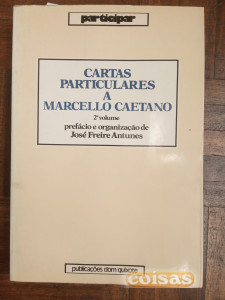 participar
CARTAS
PARTICULARES
A
MARCELLO CAETANO
2º volume
prefácio e organização de
José Freire Antunes
publicações dom quixote
coisas